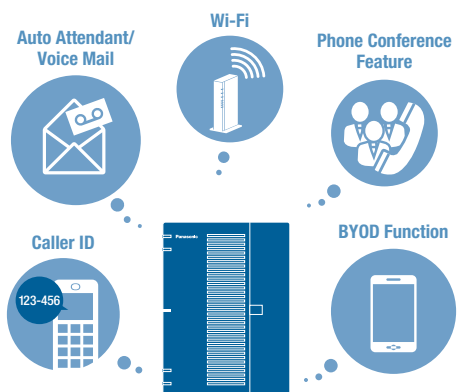 Wi-Fi
Auto Attendant/
Voice Mail
Phone Conference
Feature
Caller ID
123-456
Panasonic
BYOD Function